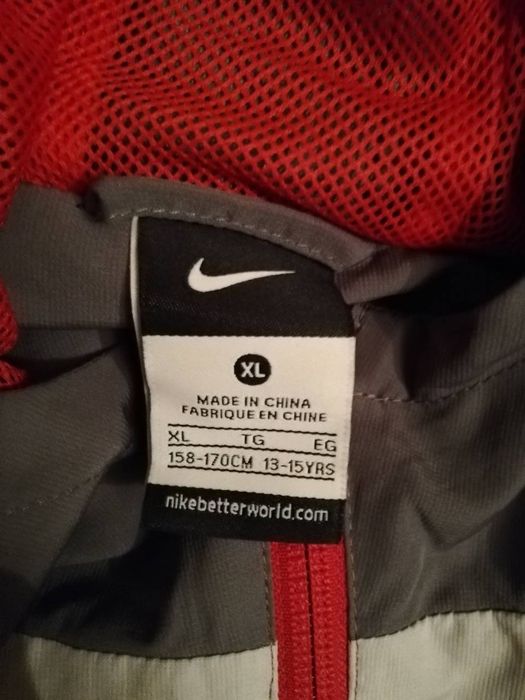 XL
MADE IN CHINA
FABRIQUE EN CHINE
XL TG EG
158-170CM 13-15YRS
nikebetterworld.com